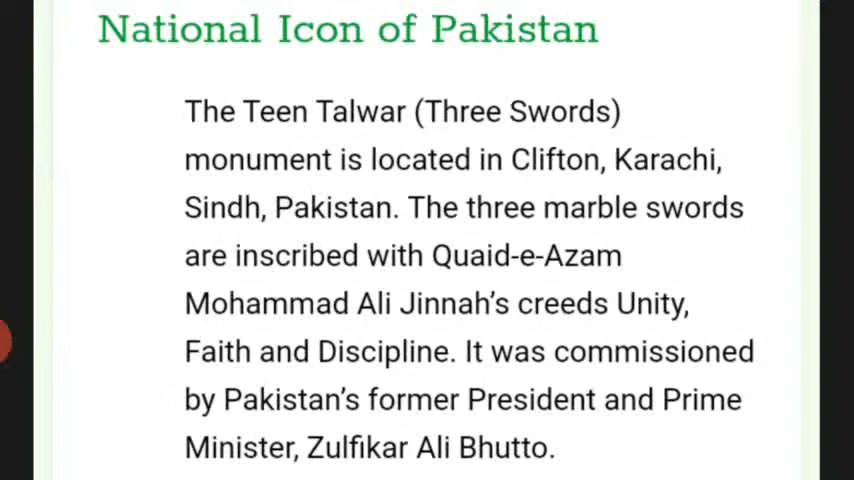 National Icon of Pakistan
The Teen Talwar (Three Swords)
monument is located in Clifton, Karachi,
Sindh, Pakistan. The three marble swords
are inscribed with Quaid-e-Azam
Mohammad Ali Jinnah's creeds Unity,
Faith and Discipline. It was commissioned
by Pakistan's former President and Prime
Minister, Zulfikar Ali Bhutto.